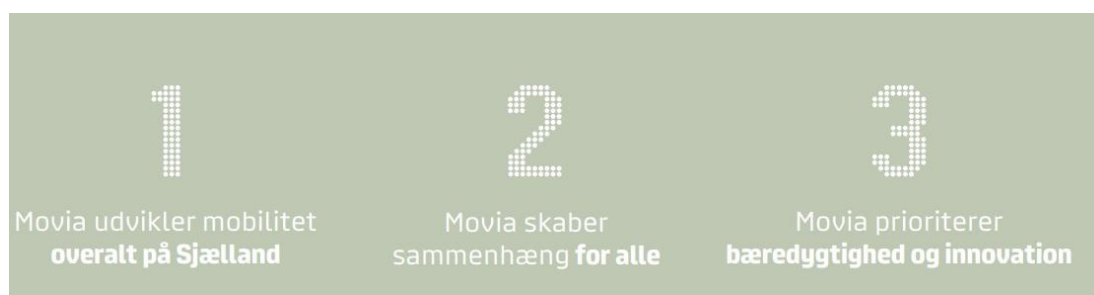 1
Movia udvikler mobilitet
overalt på Sjælland
2
Movia skaber
sammenhæng for alle
3
Movia prioriterer
bæredygtighed og innovation